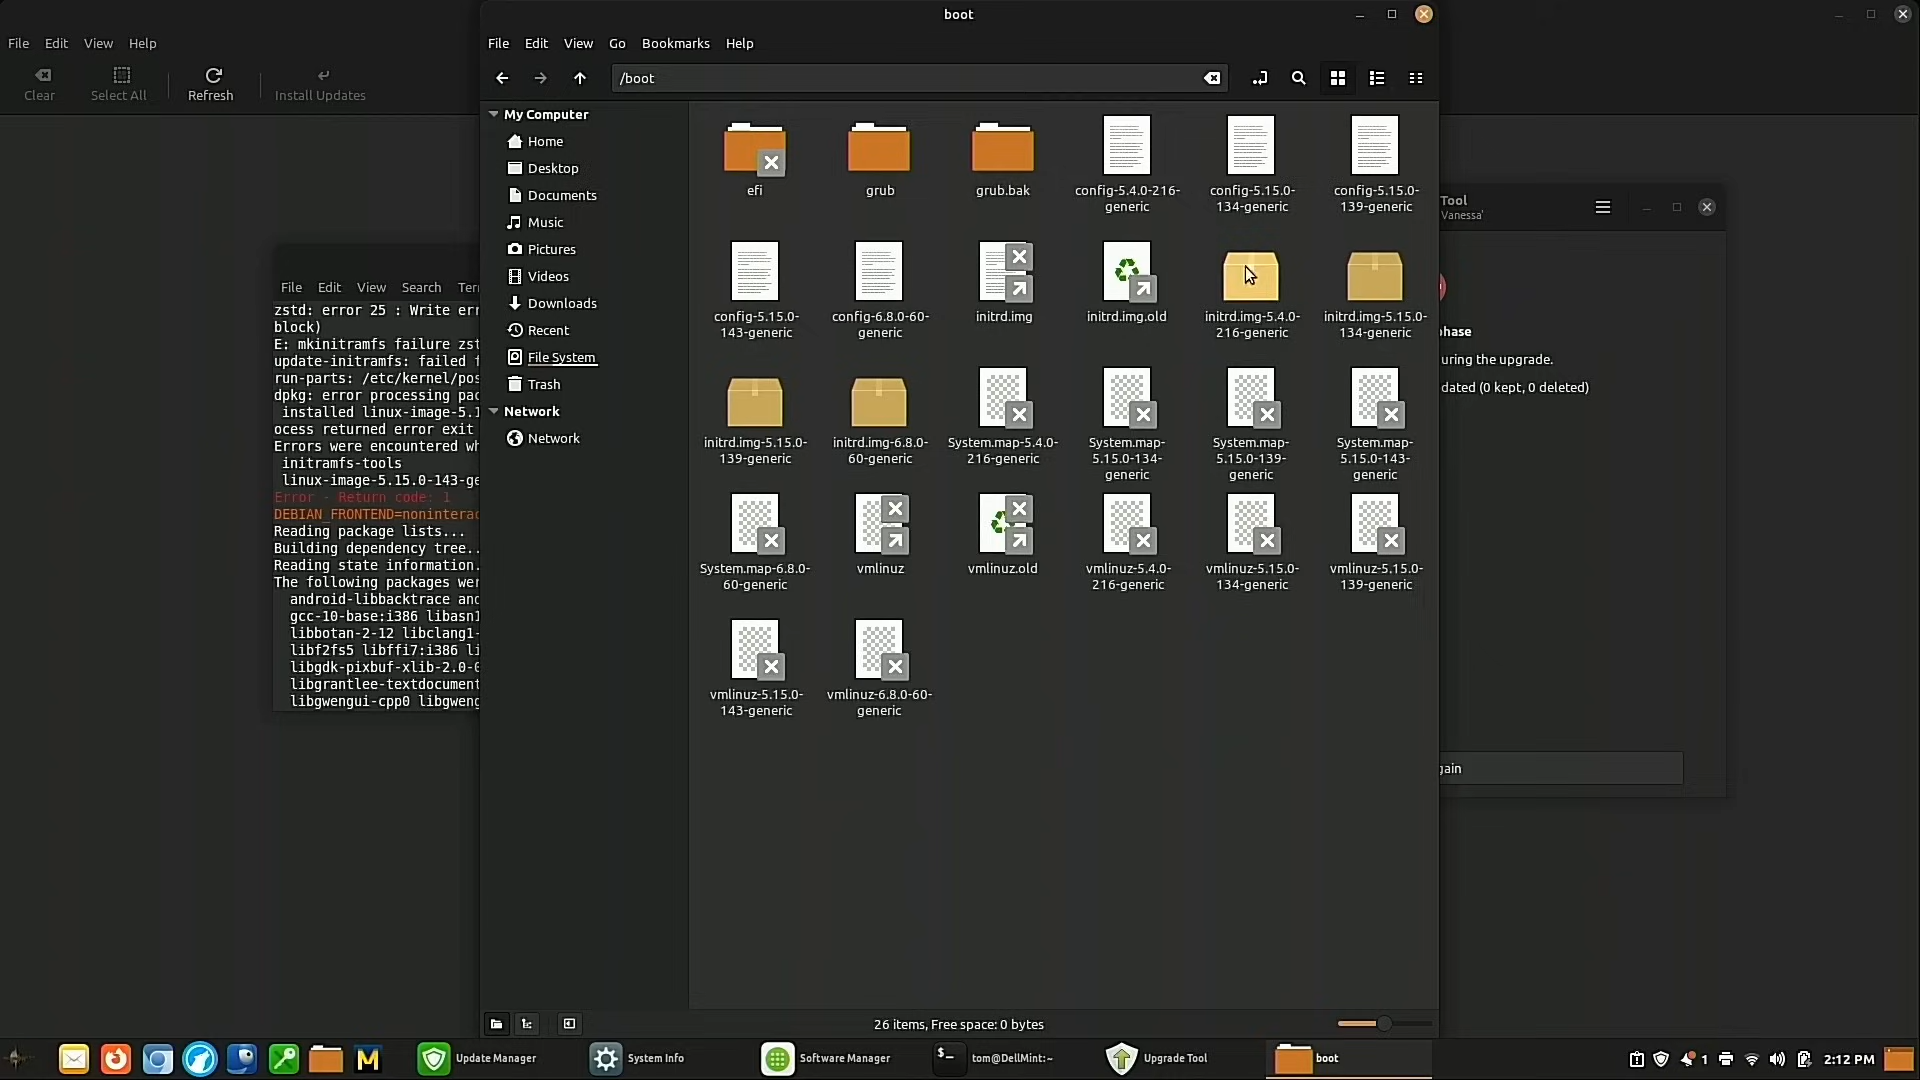 boot
File Edit View Help
File Edit View Go Bookmarks Help
Clear Select All Refresh Install Updates
/boot
My Computer
Home
Desktop
Documents
Music
Pictures
Videos
Downloads
Recent
File System
Trash
Network
Network
efi
grub
grub.bak
config-5.4.0-216-
generic
config-5.15.0-
134-generic
config-5.15.0-
139-generic
config-5.15.0-
143-generic
config-6.8.0-60-
generic
initrd.img
initrd.img.old
initrd.img-5.4.0-
216-generic
initrd.img-5.15.0-
134-generic
initrd.img-5.15.0-
139-generic
initrd.img-6.8.0-
60-generic
System.map-5.4.0-
216-generic
System.map-
5.15.0-134-
generic
System.map-
5.15.0-139-
generic
System.map-
5.15.0-143-
generic
System.map-6.8.0-
60-generic
vmlinuz
vmlinuz.old
vmlinuz-5.4.0-
216-generic
vmlinuz-5.15.0-
134-generic
vmlinuz-5.15.0-
139-generic
vmlinuz-5.15.0-
143-generic
vmlinuz-6.8.0-60-
generic
26 items, Free space: 0 bytes
File Edit View Search Ter
zstd: error 25 : Write err
block)
E: mkinitramfs failure zst
update-initramfs: failed f
run-parts: /etc/kernel/pos
dpkg: error processing pac
installed linux-image-5.1
ocess returned error exit
Errors were encountered wh
initramfs-tools
linux-image-5.15.0-143-ge
Error - Return code: 1
DEBIAN_FRONTEND=noninterac
Reading package lists...
Building dependency tree..
Reading state information.
The following packages wer
android-libbacktrace and
gcc-10-base:i386 libasn1
libbotan-2-12 libclang1-
libf2fs5 libffi7:i386 li
libgdk-pixbuf-xlib-2.0-0
libgrantlee-textdocument
libgwengui-cpp0 libgweng
Tool
Vanessa'
phase
uring the upgrade.
dated (0 kept, 0 deleted)
gain
Update Manager
System Info
Software Manager
tom@DellMint:~
Upgrade Tool
boot
1
2:12 PM